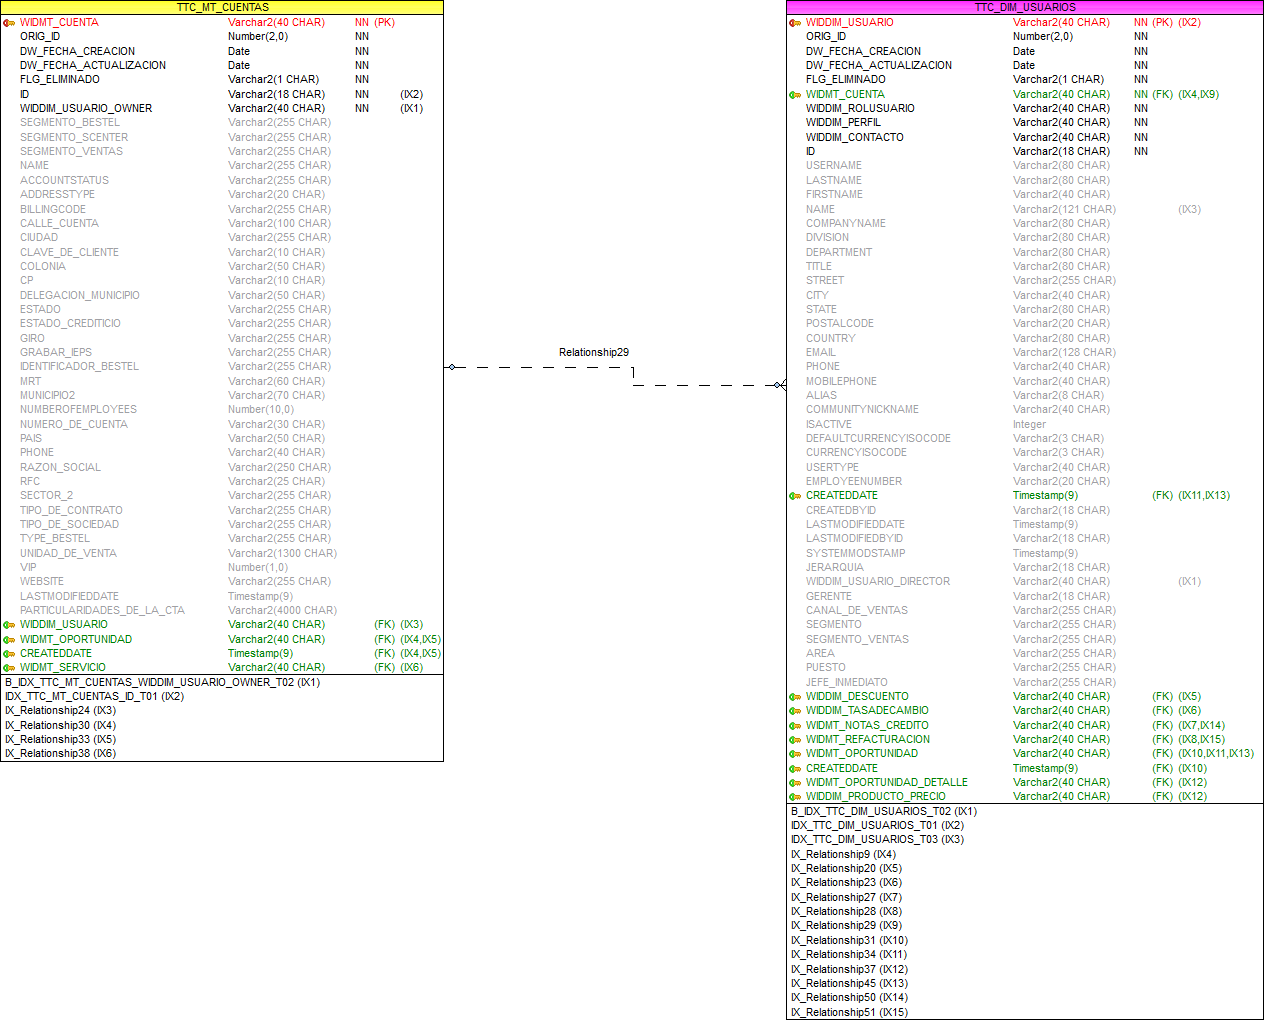 TTC_MT_CUENTAS
WIDMT_CUENTA Varchar2(40 CHAR) NN (PK)
ORIG_ID Number(2,0) NN
DW_FECHA_CREACION Date NN
DW_FECHA_ACTUALIZACION Date NN
FLG_ELIMINADO Varchar2(1 CHAR) NN
ID Varchar2(18 CHAR) NN (IX2)
WIDDIM_USUARIO_OWNER Varchar2(40 CHAR) NN (IX1)
SEGMENTO_BESTEL Varchar2(255 CHAR)
SEGMENTO_SCENTER Varchar2(255 CHAR)
SEGMENTO_VENTAS Varchar2(255 CHAR)
NAME Varchar2(255 CHAR)
ACCOUNTSTATUS Varchar2(255 CHAR)
ADDRESSTYPE Varchar2(20 CHAR)
BILLINGCODE Varchar2(255 CHAR)
CALLE_CUENTA Varchar2(100 CHAR)
CIUDAD Varchar2(255 CHAR)
CLAVE_DE_CLIENTE Varchar2(10 CHAR)
COLONIA Varchar2(50 CHAR)
CP Varchar2(10 CHAR)
DELEGACION_MUNICIPIO Varchar2(50 CHAR)
ESTADO Varchar2(255 CHAR)
ESTADO_CREDITICIO Varchar2(255 CHAR)
GIRO Varchar2(255 CHAR)
GRABAR_IEPS Varchar2(255 CHAR)
IDENTIFICADOR_BESTEL Varchar2(255 CHAR)
MRT Varchar2(60 CHAR)
MUNICIPIO2 Varchar2(70 CHAR)
NUMBEROFEMPLOYEES Number(10,0)
NUMERO_DE_CUENTA Varchar2(30 CHAR)
PAIS Varchar2(50 CHAR)
PHONE Varchar2(40 CHAR)
RAZON_SOCIAL Varchar2(250 CHAR)
RFC Varchar2(25 CHAR)
SECTOR_2 Varchar2(255 CHAR)
TIPO_DE_CONTRATO Varchar2(255 CHAR)
TIPO_DE_SOCIEDAD Varchar2(255 CHAR)
TYPE_BESTEL Varchar2(255 CHAR)
UNIDAD_DE_VENTA Varchar2(1300 CHAR)
VIP Number(1,0)
WEBSITE Varchar2(255 CHAR)
LASTMODIFIEDDATE Timestamp(9)
PARTICULARIDADES_DE_LA_CTA Varchar2(4000 CHAR)
WIDDIM_USUARIO Varchar2(40 CHAR) (FK) (IX3)
WIDMT_OPORTUNIDAD Varchar2(40 CHAR) (FK) (IX4,IX5)
CREATEDDATE Timestamp(9) (FK) (IX4,IX5)
WIDMT_SERVICIO Varchar2(40 CHAR) (FK) (IX6)
B_IDX_TTC_MT_CUENTAS_WIDDIM_USUARIO_OWNER_T02 (IX1)
IDX_TTC_MT_CUENTAS_ID_T01 (IX2)
IX_Relationship24 (IX3)
IX_Relationship30 (IX4)
IX_Relationship33 (IX5)
IX_Relationship38 (IX6)
Relationship29
TTC_DIM_USUARIOS
WIDDIM_USUARIO Varchar2(40 CHAR) NN (PK) (IX2)
ORIG_ID Number(2,0) NN
DW_FECHA_CREACION Date NN
DW_FECHA_ACTUALIZACION Date NN
FLG_ELIMINADO Varchar2(1 CHAR) NN
WIDMT_CUENTA Varchar2(40 CHAR) NN (FK) (IX4,IX9)
WIDDIM_ROLUSUARIO Varchar2(40 CHAR) NN
WIDDIM_PERFIL Varchar2(40 CHAR) NN
WIDDIM_CONTACTO Varchar2(40 CHAR) NN
ID Varchar2(18 CHAR) NN
USERNAME Varchar2(80 CHAR)
LASTNAME Varchar2(80 CHAR)
FIRSTNAME Varchar2(40 CHAR)
NAME Varchar2(121 CHAR) (IX3)
COMPANYNAME Varchar2(80 CHAR)
DIVISION Varchar2(80 CHAR)
DEPARTMENT Varchar2(80 CHAR)
TITLE Varchar2(80 CHAR)
STREET Varchar2(255 CHAR)
CITY Varchar2(40 CHAR)
STATE Varchar2(80 CHAR)
POSTALCODE Varchar2(20 CHAR)
COUNTRY Varchar2(80 CHAR)
EMAIL Varchar2(128 CHAR)
PHONE Varchar2(40 CHAR)
MOBILEPHONE Varchar2(40 CHAR)
ALIAS Varchar2(8 CHAR)
COMMUNITYNICKNAME Varchar2(40 CHAR)
ISACTIVE Integer
DEFAULTCURRENCYISOCODE Varchar2(3 CHAR)
CURRENCYISOCODE Varchar2(3 CHAR)
USERTYPE Varchar2(40 CHAR)
EMPLOYEENUMBER Varchar2(20 CHAR)
CREATEDDATE Timestamp(9) (FK) (IX11,IX13)
CREATEDBYID Varchar2(18 CHAR)
LASTMODIFIEDDATE Timestamp(9)
LASTMODIFIEDBYID Varchar2(18 CHAR)
SYSTEMMODSTAMP Timestamp(9)
JERARQUIA Varchar2(18 CHAR)
WIDDIM_USUARIO_DIRECTOR Varchar2(40 CHAR) (IX1)
GERENTE Varchar2(18 CHAR)
CANAL_DE_VENTAS Varchar2(255 CHAR)
SEGMENTO Varchar2(255 CHAR)
SEGMENTO_VENTAS Varchar2(255 CHAR)
AREA Varchar2(255 CHAR)
PUESTO Varchar2(255 CHAR)
JEFE_INMEDIATO Varchar2(255 CHAR)
WIDDIM_DESCUENTO Varchar2(40 CHAR) (FK) (IX5)
WIDDIM_TASADECAMBIO Varchar2(40 CHAR) (FK) (IX6)
WIDMT_NOTAS_CREDITO Varchar2(40 CHAR) (FK) (IX7,IX14)
WIDMT_REFACTURACION Varchar2(40 CHAR) (FK) (IX8,IX15)
WIDMT_OPORTUNIDAD Varchar2(40 CHAR) (FK) (IX10,IX11,IX13)
CREATEDDATE Timestamp(9) (FK) (IX10)
WIDMT_OPORTUNIDAD_DETALLE Varchar2(40 CHAR) (FK) (IX12)
WIDDIM_PRODUCTO_PRECIO Varchar2(40 CHAR) (FK) (IX12)
B_IDX_TTC_DIM_USUARIOS_T02 (IX1)
IDX_TTC_DIM_USUARIOS_T01 (IX2)
IDX_TTC_DIM_USUARIOS_T03 (IX3)
IX_Relationship9 (IX4)
IX_Relationship20 (IX5)
IX_Relationship23 (IX6)
IX_Relationship27 (IX7)
IX_Relationship28 (IX8)
IX_Relationship29 (IX9)
IX_Relationship31 (IX10)
IX_Relationship34 (IX11)
IX_Relationship37 (IX12)
IX_Relationship45 (IX13)
IX_Relationship50 (IX14)
IX_Relationship51 (IX15)